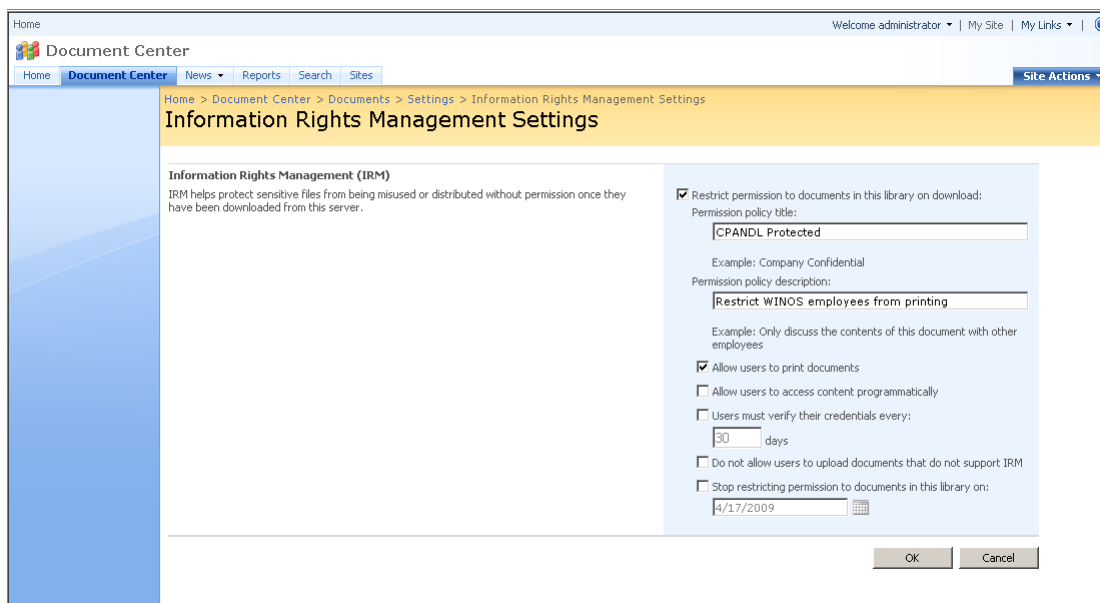 Home
Welcome administrator | My Site | My Links |
Document Center
Home Document Center News Reports Search Sites
Site Actions
Home > Document Center > Documents > Settings > Information Rights Management Settings
Information Rights Management Settings
Information Rights Management (IRM)
IRM helps protect sensitive files from being misused or distributed without permission once they
have been downloaded from this server.
Restrict permission to documents in this library on download:
Permission policy title:
CPANDL Protected
Example: Company Confidential
Permission policy description:
Restrict WINOS employees from printing
Example: Only discuss the contents of this document with other
employees
Allow users to print documents
Allow users to access content programmatically
Users must verify their credentials every:
30 days
Do not allow users to upload documents that do not support IRM
Stop restricting permission to documents in this library on:
4/17/2009
OK Cancel